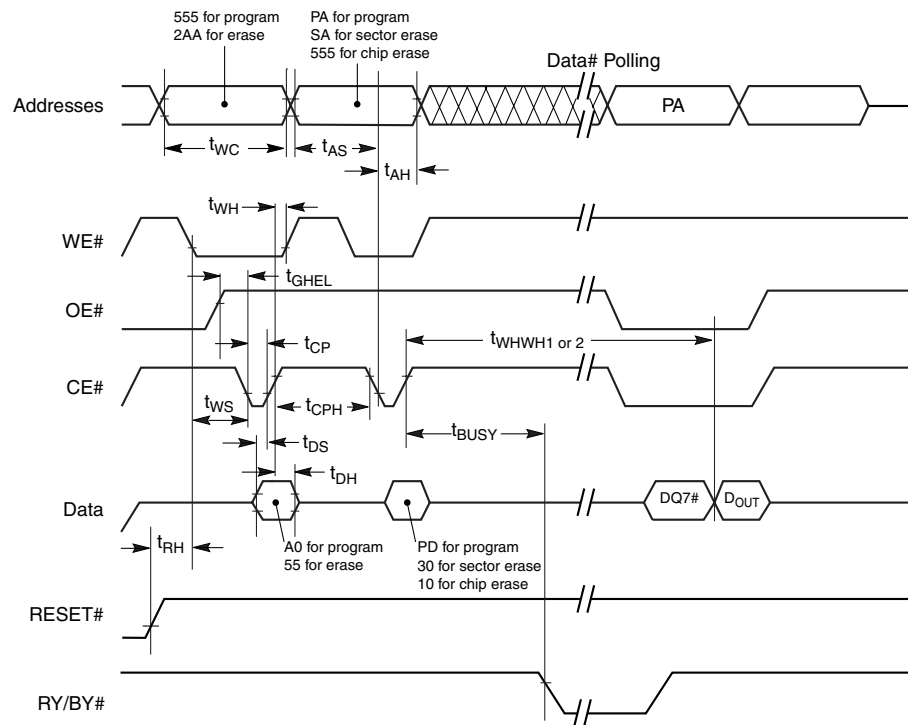 555 for program
2AA for erase
PA for program
SA for sector erase
555 for chip erase
Data# Polling
Addresses
PA
tWC
tAS
tAH
tWH
WE#
tGHEL
OE#
tCP
tWHWH1 or 2
CE#
tWS
tCPH
tBUSY
tDS
tDH
Data
DQ7#
DOUT
tRH
A0 for program
55 for erase
PD for program
30 for sector erase
10 for chip erase
RESET#
RY/BY#